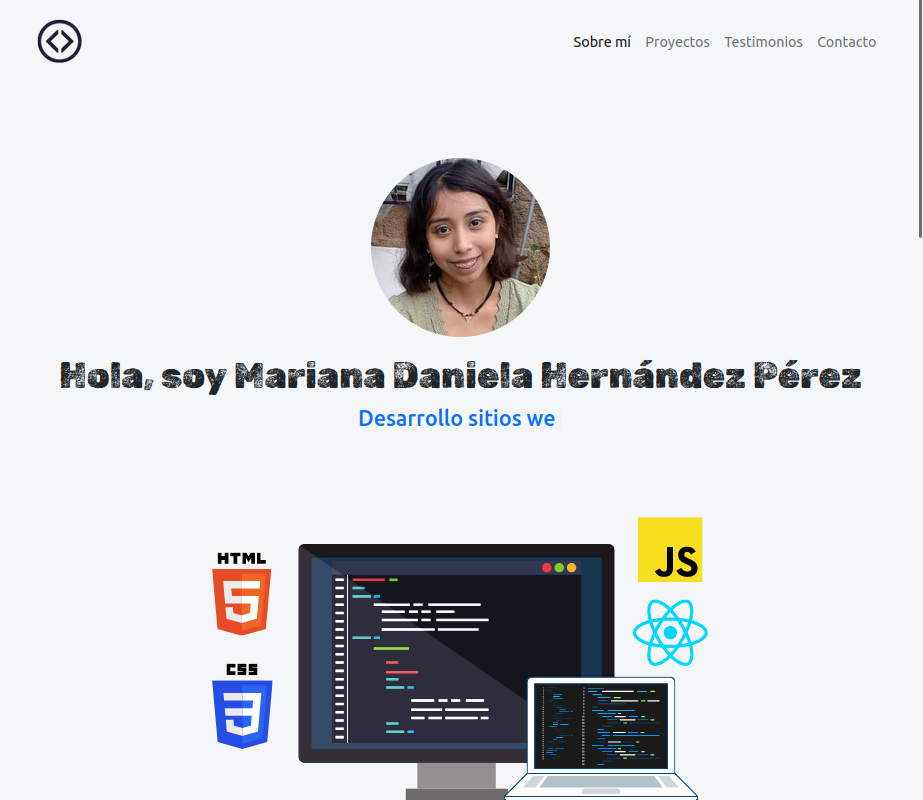 Sobre mí Proyectos Testimonios Contacto
Hola, soy Mariana Daniela Hernández Pérez
Desarrollo sitios we
HTML
5
JS
CSS
3